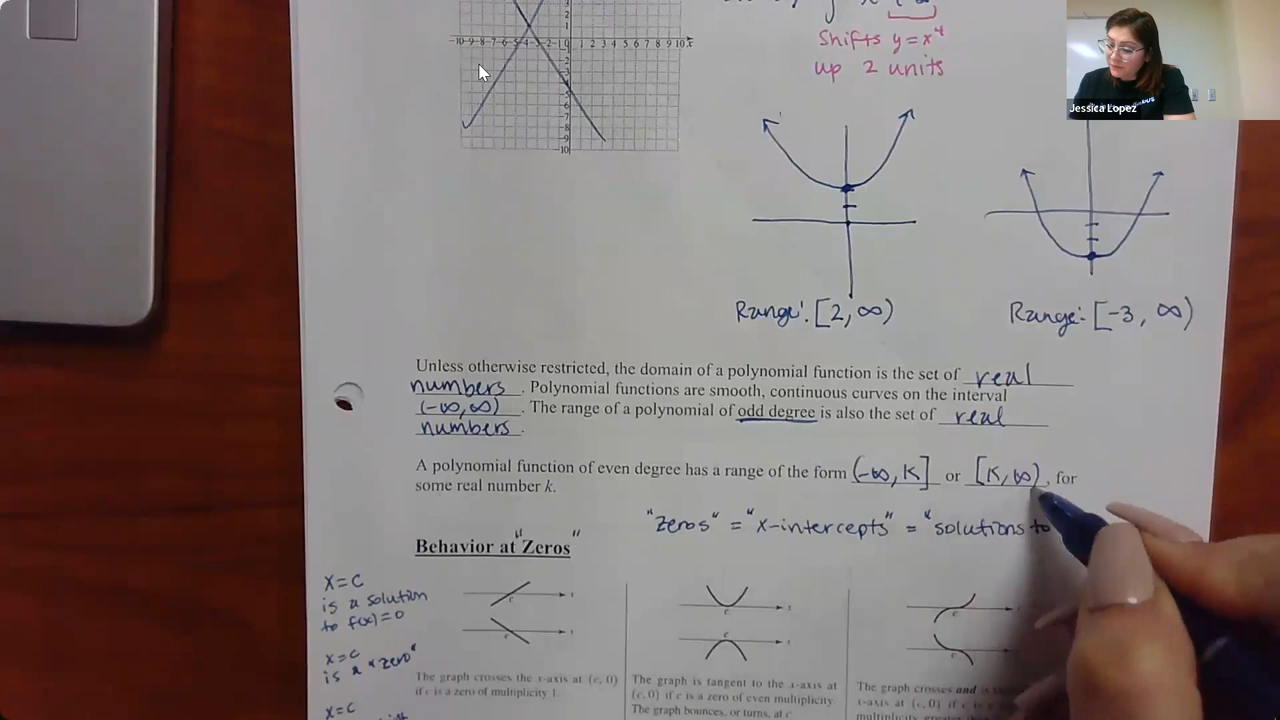 Shifts y=x⁴
up 2 units
Jessica Lopez
Range: [2, ∞)
Range: [-3, ∞)
Unless otherwise restricted, the domain of a polynomial function is the set of real
numbers. Polynomial functions are smooth, continuous curves on the interval
(-∞, ∞). The range of a polynomial of odd degree is also the set of real
numbers.
A polynomial function of even degree has a range of the form (-∞, K] or [K, ∞), for
some real number k.
"Zeros" = "x-intercepts" = "solutions to
Behavior at "Zeros"
x=c
is a solution
to f(x)=0
x=c
is a "zero"
x=c
The graph crosses the x-axis at (c, 0)
if c is a zero of multiplicity 1.
The graph is tangent to the x-axis at
(c, 0) if c is a zero of even multiplicity.
The graph bounces, or turns, at c
The graph crosses and is
x-axis at (c, 0) if c